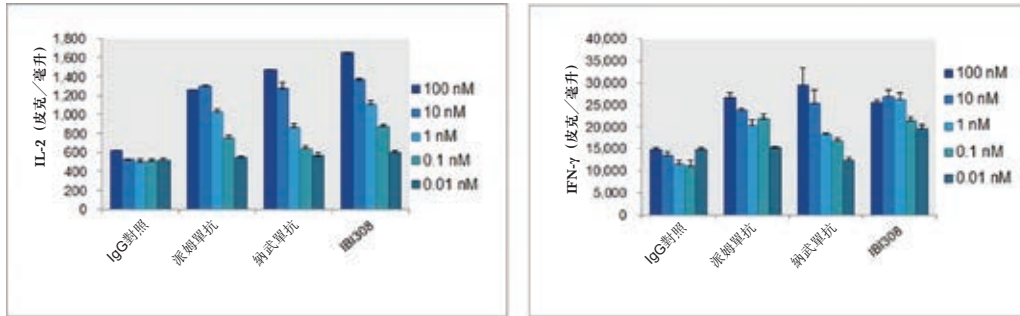 IL-2 (皮克／毫升)
1,800
1,600
1,400
1,200
1,000
800
600
400
200
0
IgG對照
派姆單抗
納武單抗
IBI308
100 nM
10 nM
1 nM
0.1 nM
0.01 nM
IFN-γ (皮克／毫升)
40,000
35,000
30,000
25,000
20,000
15,000
10,000
5,000
0
IgG對照
派姆單抗
納武單抗
IBI308
100 nM
10 nM
1 nM
0.1 nM
0.01 nM